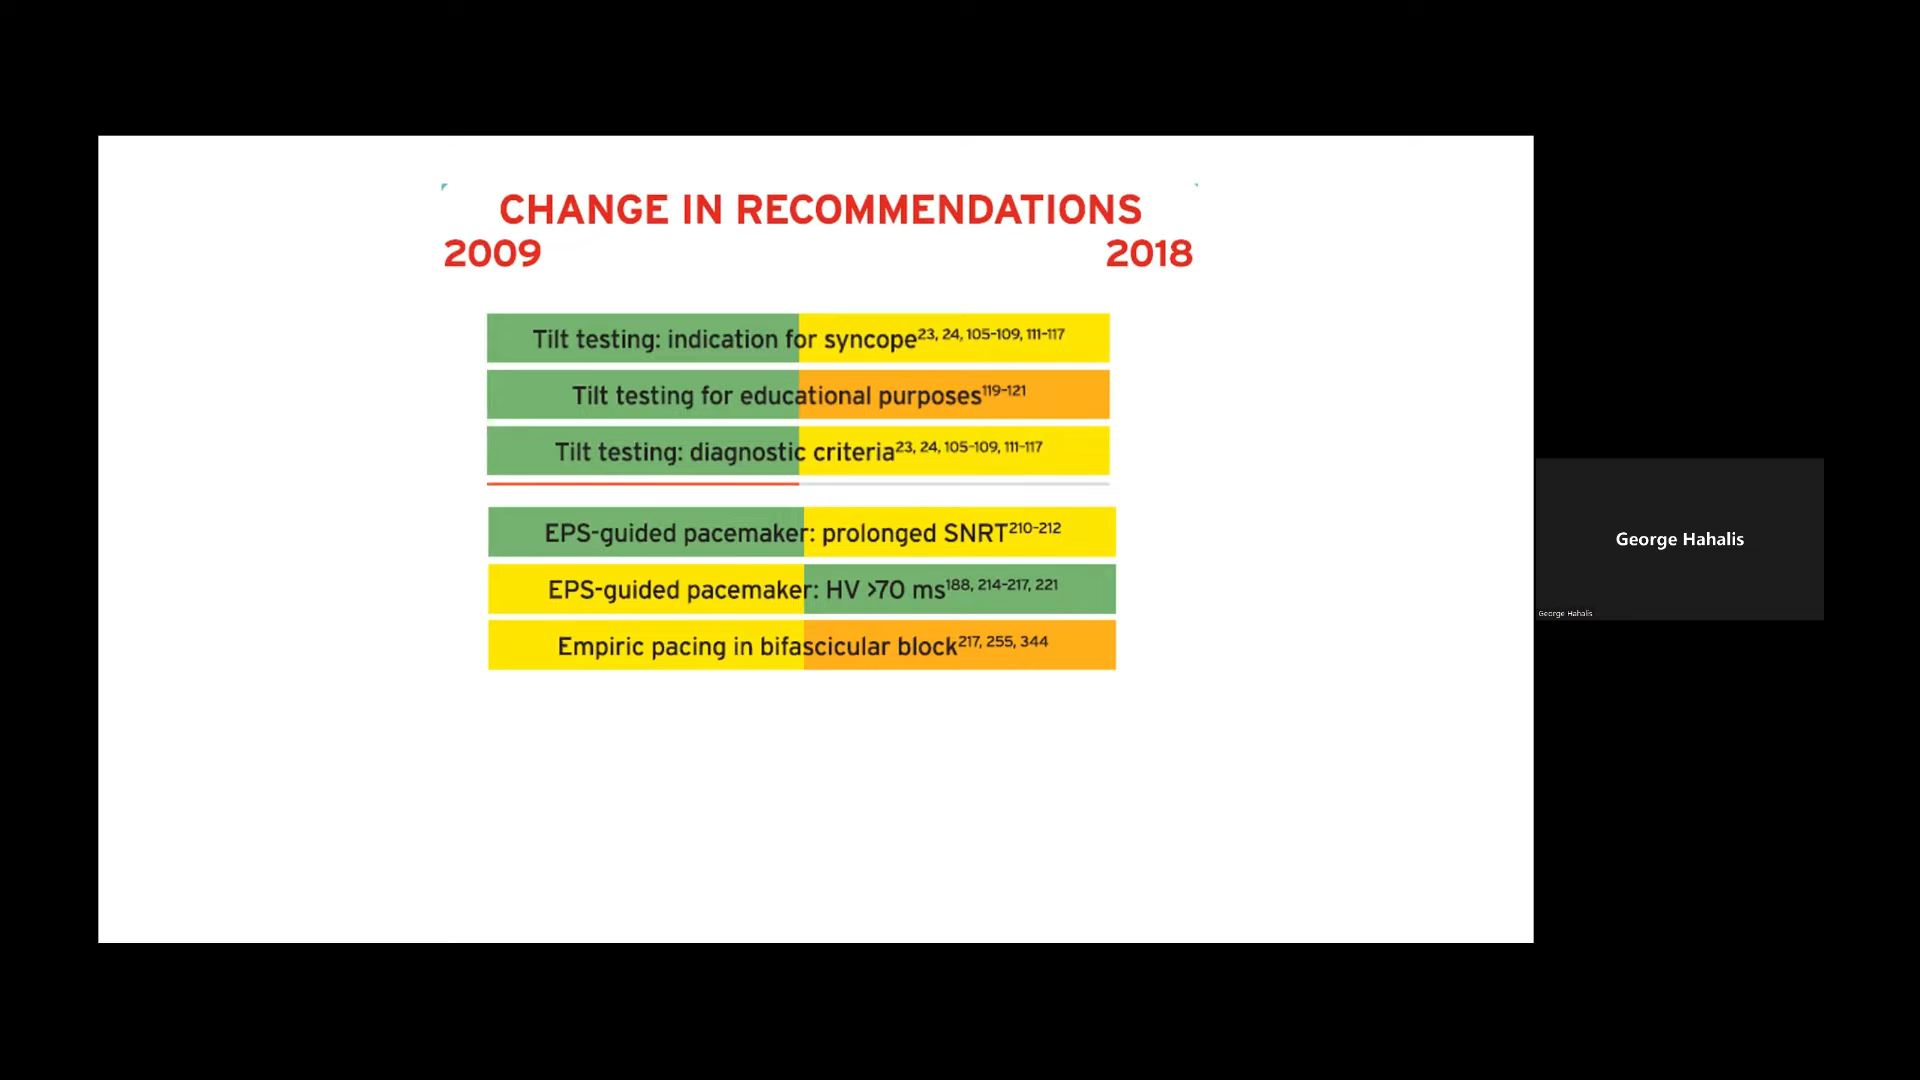 CHANGE IN RECOMMENDATIONS
2009 2018
Tilt testing: indication for syncope23, 24, 105–109, 111–117
Tilt testing for educational purposes119–121
Tilt testing: diagnostic criteria23, 24, 105–109, 111–117
EPS-guided pacemaker: prolonged SNRT210–212
EPS-guided pacemaker: HV >70 ms188, 214–217, 221
Empiric pacing in bifascicular block217, 255, 344
George Hahalis
George Hahalis